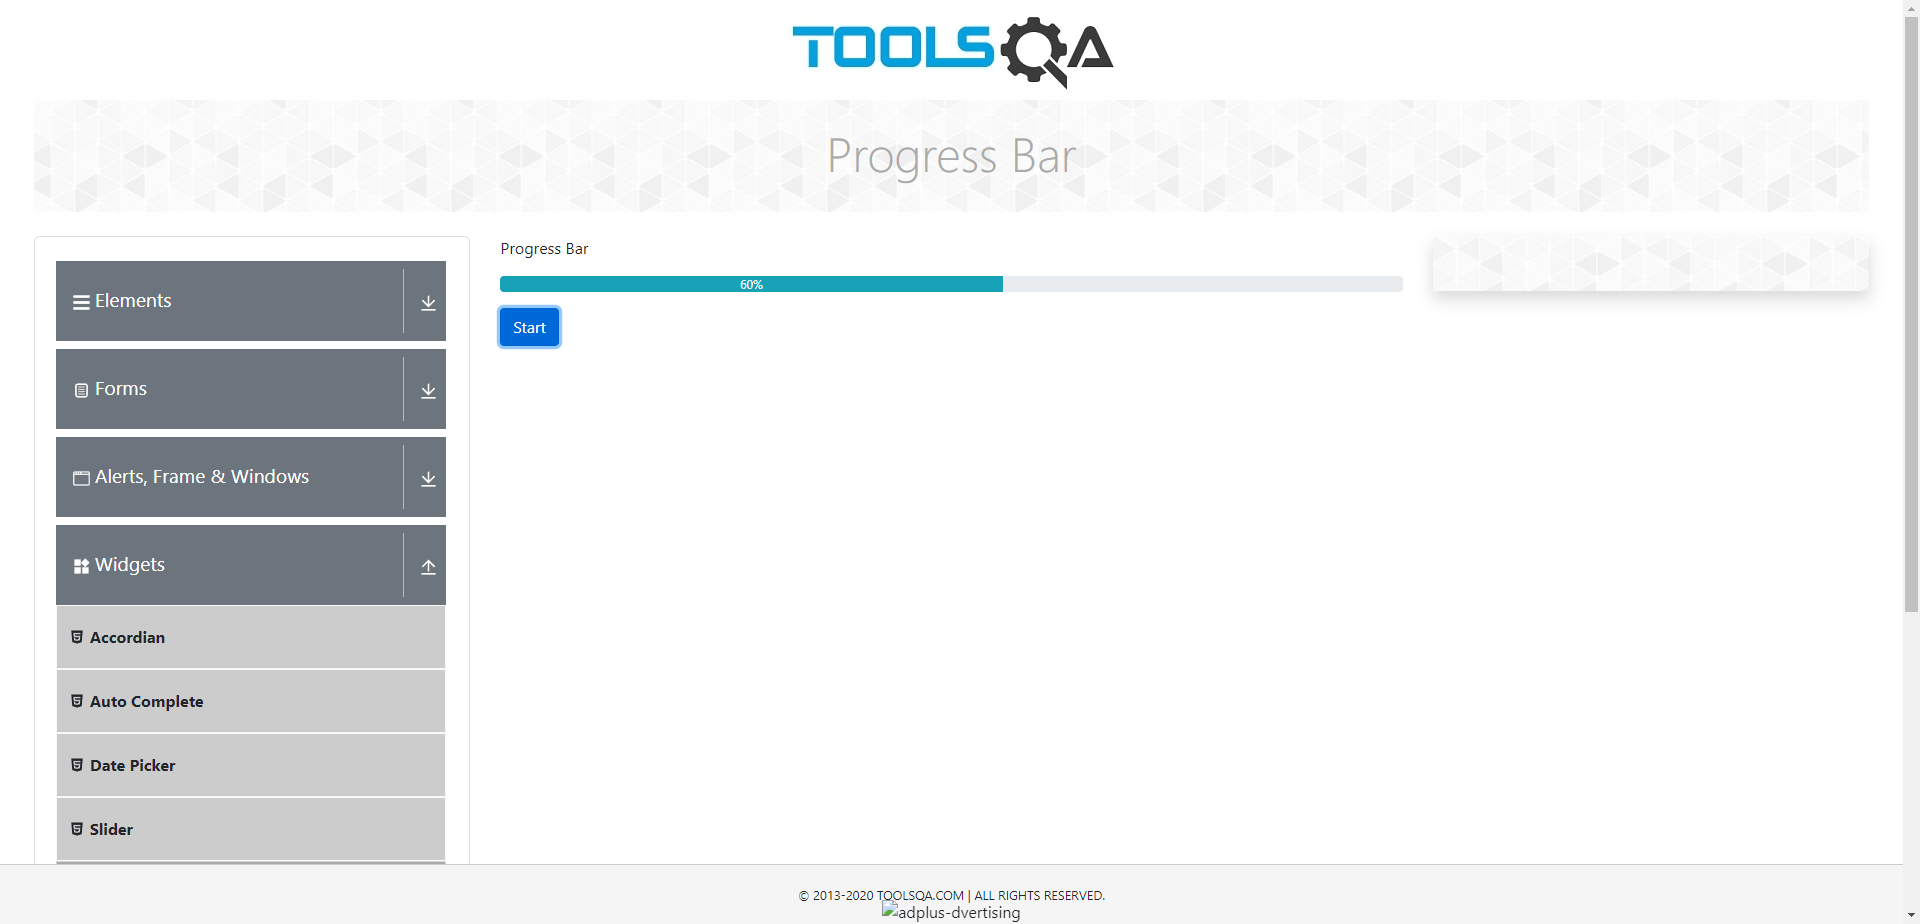 TOOLSQA
Progress Bar
Elements
Forms
Alerts, Frame & Windows
Widgets
Accordian
Auto Complete
Date Picker
Slider
Progress Bar
60%
Start
© 2013-2020 TOOLSQA.COM | ALL RIGHTS RESERVED.
adplus-dvertising